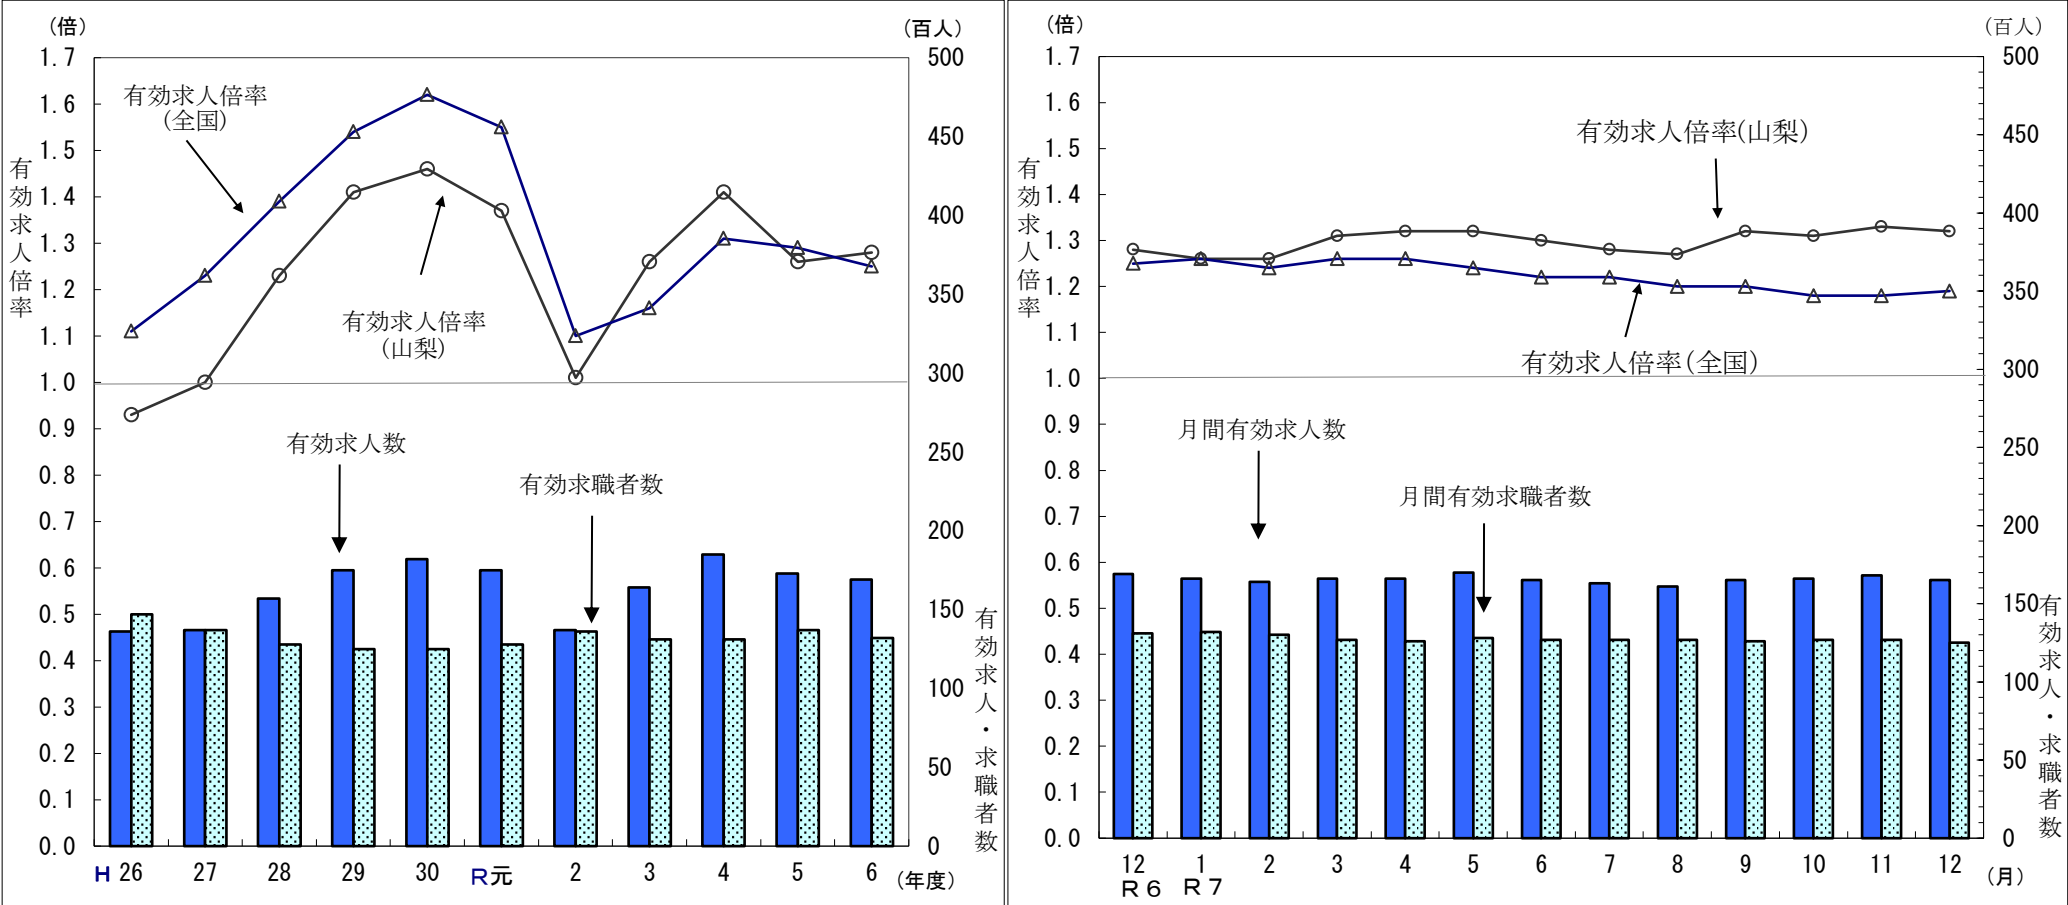 (倍)
(百人)
1.7
1.6
1.5
1.4
1.3
1.2
1.1
1.0
0.9
0.8
0.7
0.6
0.5
0.4
0.3
0.2
0.1
0.0
有効求人倍率
有効求人倍率
(全国)
有効求人倍率
(山梨)
有効求人数
有効求職者数
500
450
400
350
300
250
200
150
100
50
0
有効求人・求職者数
H 26 27 28 29 30 R元 2 3 4 5 6 (年度)
(倍)
(百人)
1.7
1.6
1.5
1.4
1.3
1.2
1.1
1.0
0.9
0.8
0.7
0.6
0.5
0.4
0.3
0.2
0.1
0.0
有効求人倍率
有効求人倍率(山梨)
有効求人倍率(全国)
月間有効求人数
月間有効求職者数
500
450
400
350
300
250
200
150
100
50
0
有効求人・求職者数
12 1 2 3 4 5 6 7 8 9 10 11 12 (月)
R6 R7